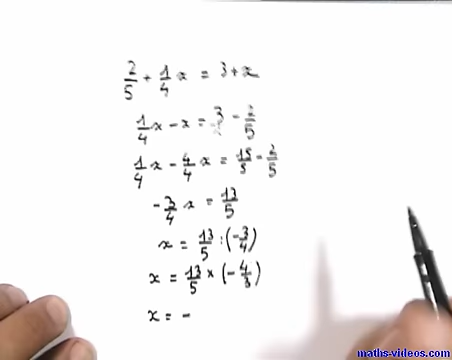 2/5 + 1/4 x = 3 + x
1/4 x - x = 3 - 2/5
1/4 x - 4/4 x = 15/5 - 2/5
- 3/4 x = 13/5
x = 13/5 : (-3/4)
x = 13/5 × (-4/3)
x = -
maths-videos.com